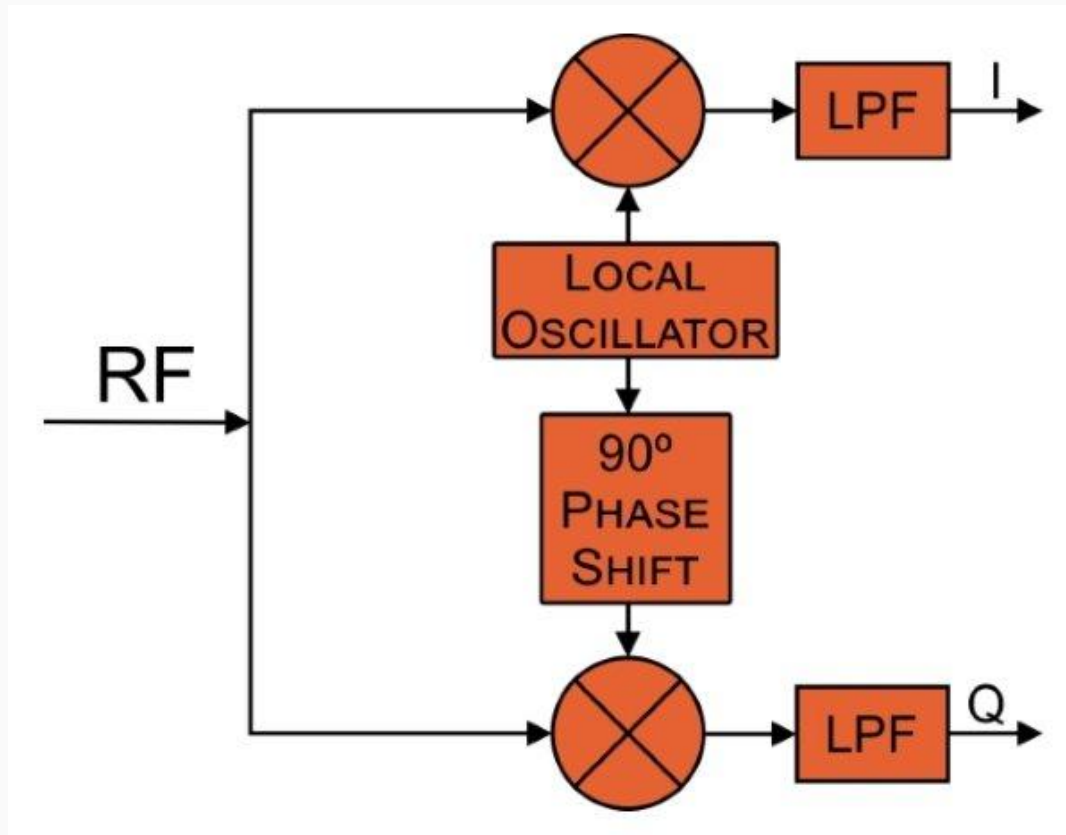 LPF
I
LOCAL
OSCILLATOR
RF
90º
PHASE
SHIFT
LPF
Q